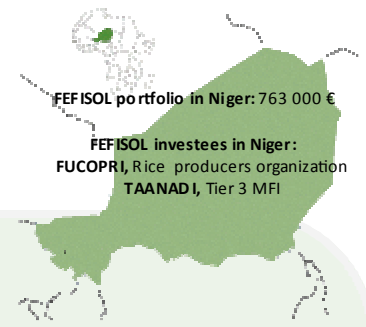 FEFISOL portfolio in Niger: 763 000 €
FEFISOL investees in Niger:
FUCOPRI, Rice producers organization
TAANADI, Tier 3 MFI